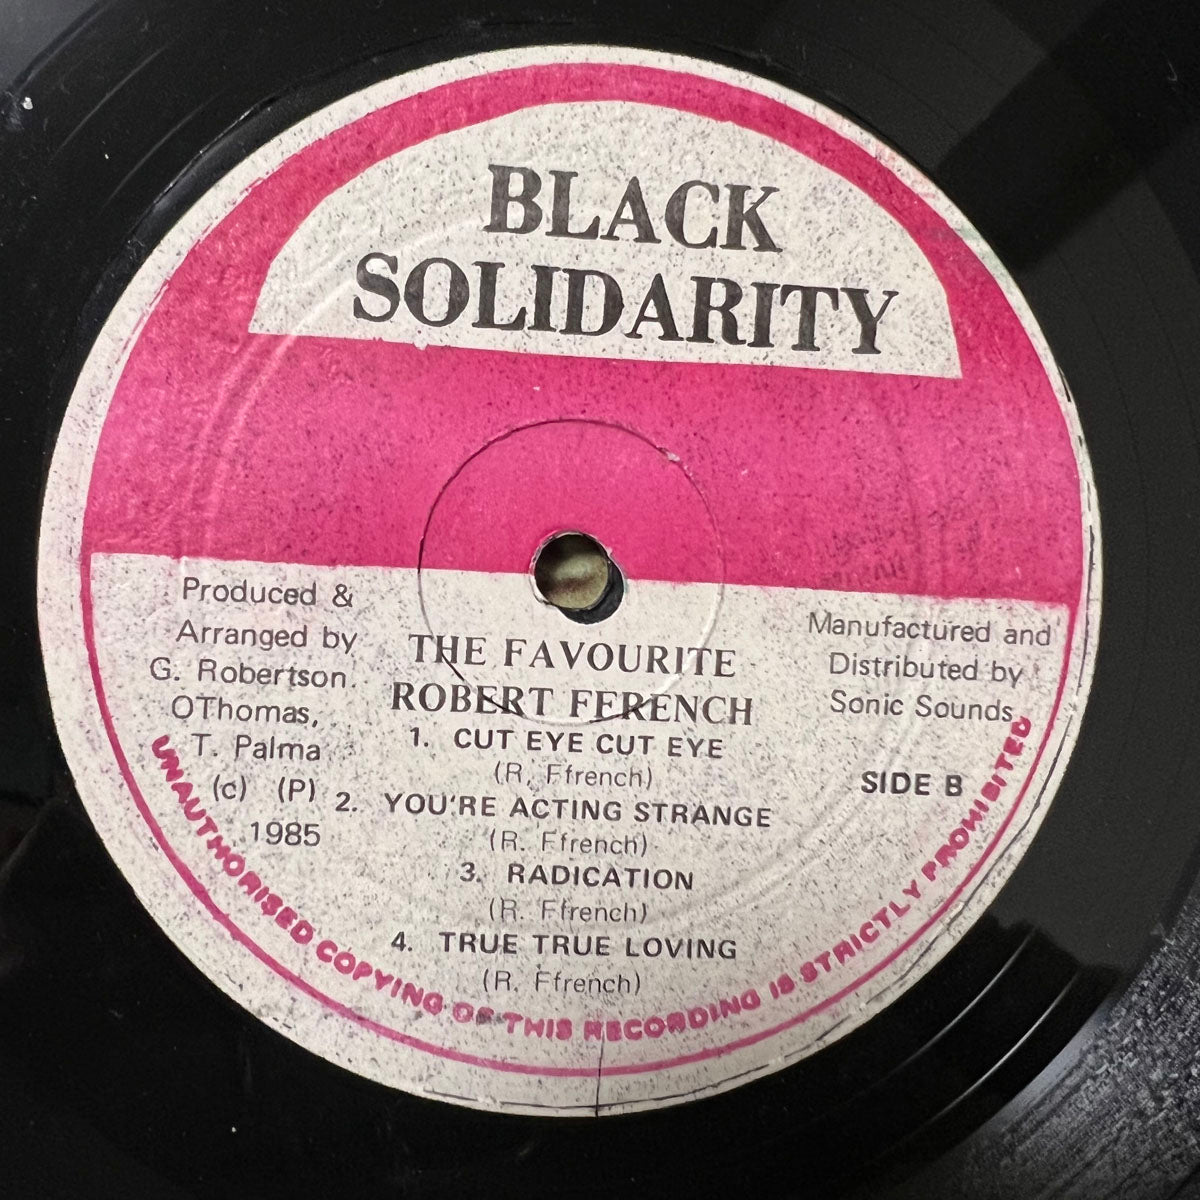 BLACK
SOLIDARITY
Produced &
Arranged by
G. Robertson.
OThomas,
T. Palma
(c) (P)
1985
Manufactured and
Distributed by
Sonic Sounds
SIDE B
THE FAVOURITE
ROBERT FFRENCH
1. CUT EYE CUT EYE
(R, Ffrench)
2. YOU'RE ACTING STRANGE
(R. Ffrench)
3. RADICATION
(R. Ffrench)
4. TRUE TRUE LOVING
(R. Ffrench)
UNAUTHORISED COPYING OF THIS RECORDING IS STRICTLY PROHIBITED